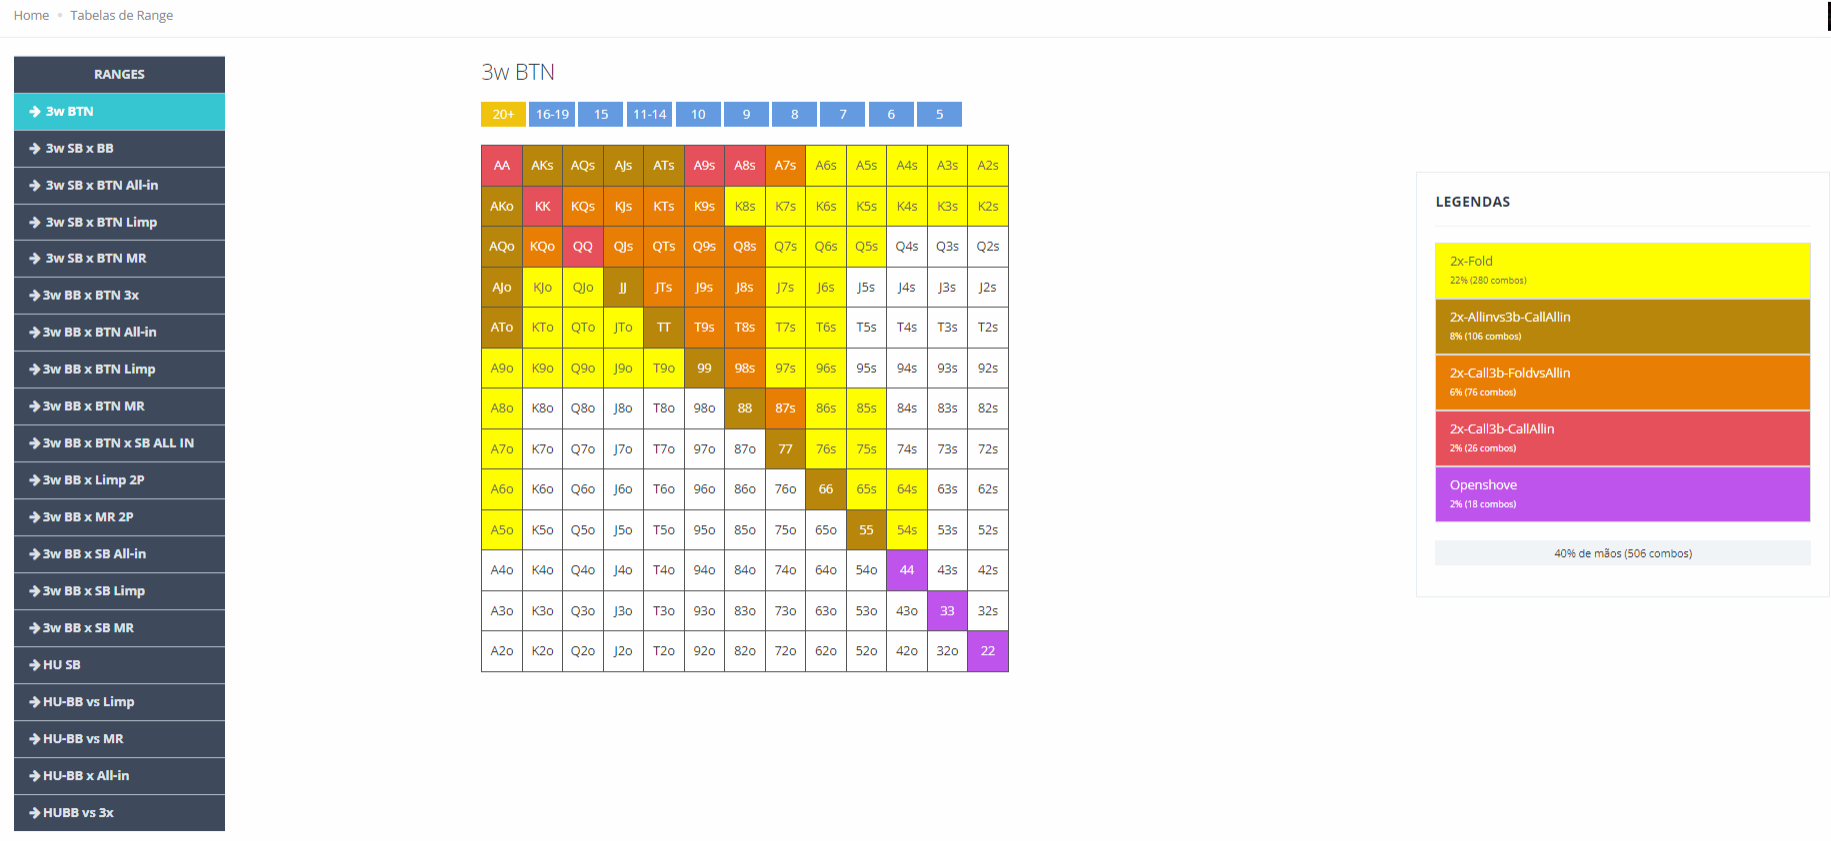 Home • Tabelas de Range
RANGES
3w BTN
3w SB x BB
3w SB x BTN All-in
3w SB x BTN Limp
3w SB x BTN MR
3w BB x BTN 3x
3w BB x BTN All-in
3w BB x BTN Limp
3w BB x BTN MR
3w BB x BTN x SB ALL IN
3w BB x Limp 2P
3w BB x MR 2P
3w BB x SB All-in
3w BB x SB Limp
3w BB x SB MR
HU SB
HU-BB vs Limp
HU-BB vs MR
HU-BB x All-in
HUBB vs 3x
3w BTN
20+ 16-19 15 11-14 10 9 8 7 6 5
AA AKs AQs AJs ATs A9s A8s A7s A6s A5s A4s A3s A2s
AKo KK KQs KJs KTs K9s K8s K7s K6s K5s K4s K3s K2s
AQo KQo QQ QJs QTs Q9s Q8s Q7s Q6s Q5s Q4s Q3s Q2s
AJo KJo QJo JJ JTs J9s J8s J7s J6s J5s J4s J3s J2s
ATo KTo QTo JTo TT T9s T8s T7s T6s T5s T4s T3s T2s
A9o K9o Q9o J9o T9o 99 98s 97s 96s 95s 94s 93s 92s
A8o K8o Q8o J8o T8o 98o 88 87s 86s 85s 84s 83s 82s
A7o K7o Q7o J7o T7o 97o 87o 77 76s 75s 74s 73s 72s
A6o K6o Q6o J6o T6o 96o 86o 76o 66 65s 64s 63s 62s
A5o K5o Q5o J5o T5o 95o 85o 75o 65o 55 54s 53s 52s
A4o K4o Q4o J4o T4o 94o 84o 74o 64o 54o 44 43s 42s
A3o K3o Q3o J3o T3o 93o 83o 73o 63o 53o 43o 33 32s
A2o K2o Q2o J2o T2o 92o 82o 72o 62o 52o 42o 32o 22
LEGENDAS
2x-Fold
22% (280 combos)
2x-Allinvs3b-CallAllin
8% (106 combos)
2x-Call3b-FoldvsAllin
6% (76 combos)
2x-Call3b-CallAllin
2% (26 combos)
Openshove
2% (18 combos)
40% de mãos (506 combos)